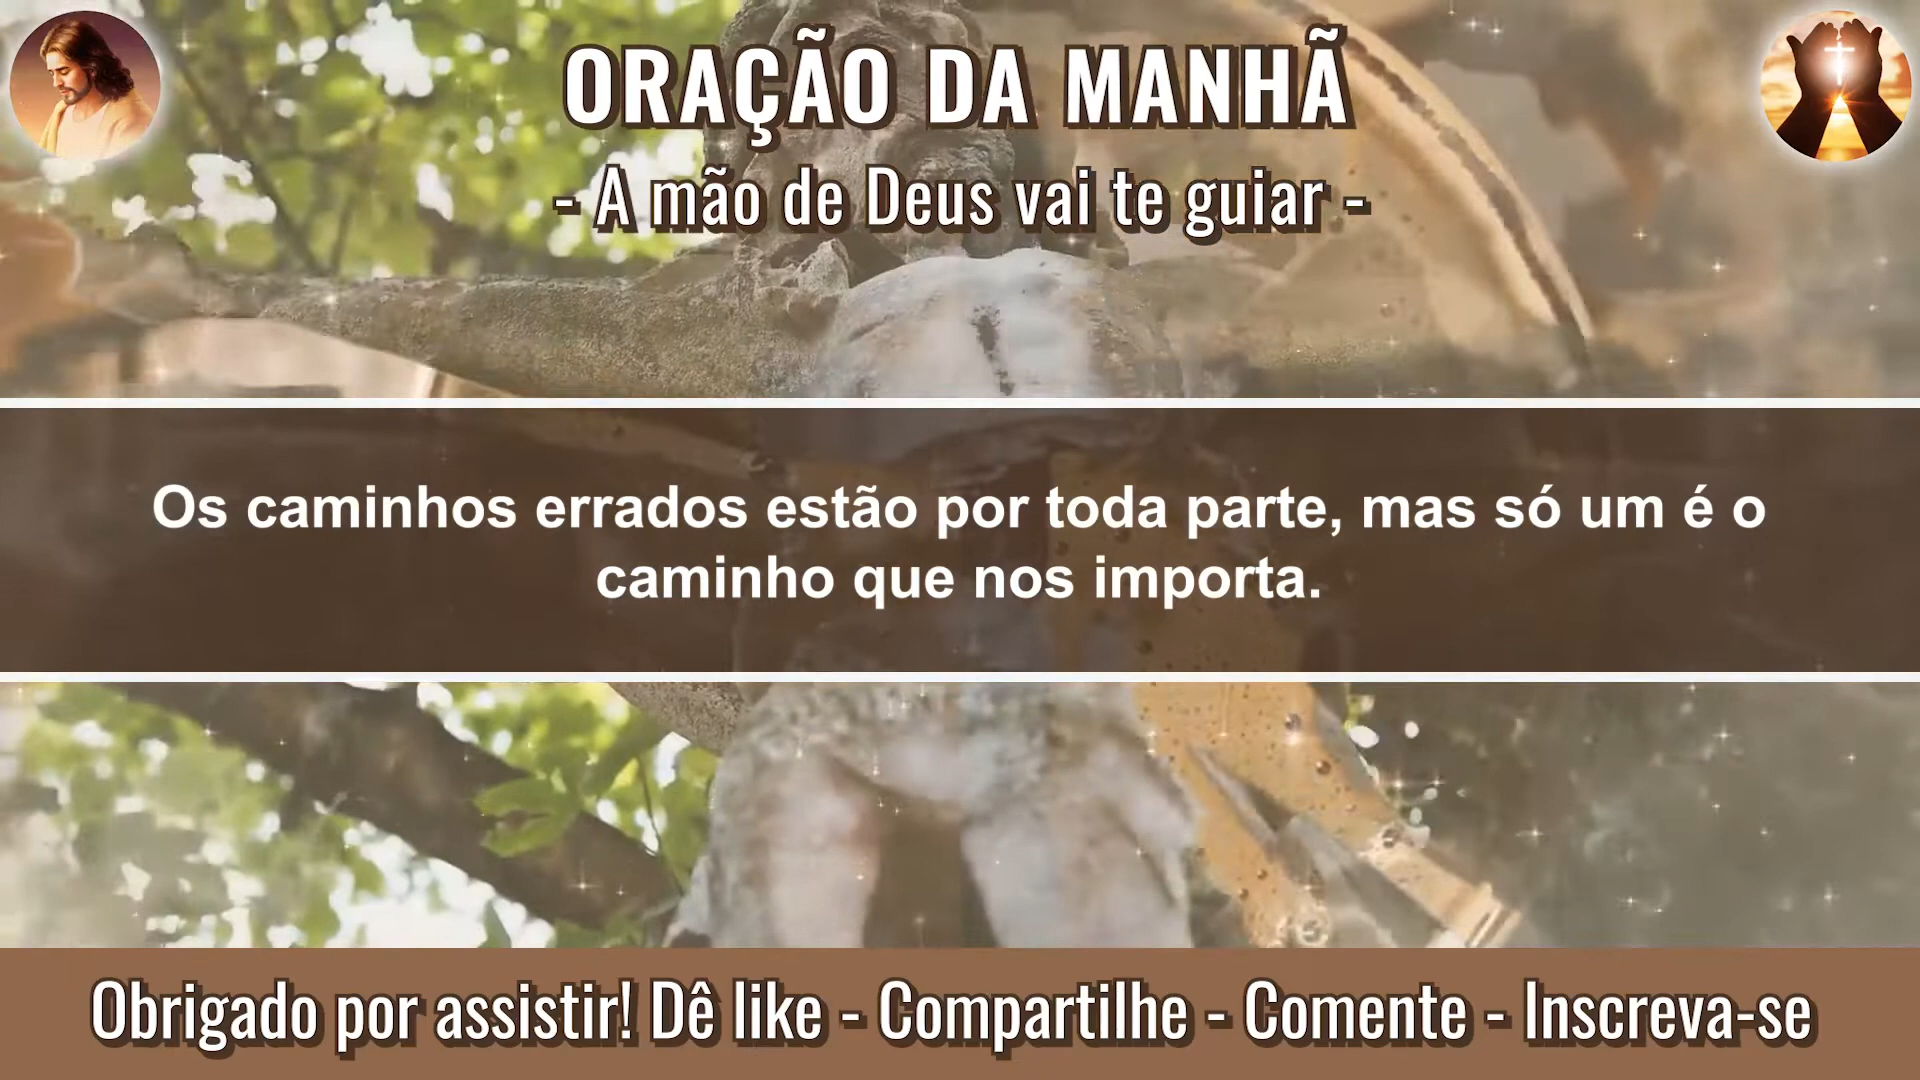 ORAÇÃO DA MANHÃ
- A mão de Deus vai te guiar -
Os caminhos errados estão por toda parte, mas só um é o
caminho que nos importa.
Obrigado por assistir! Dê like - Compartilhe - Comente - Inscreva-se